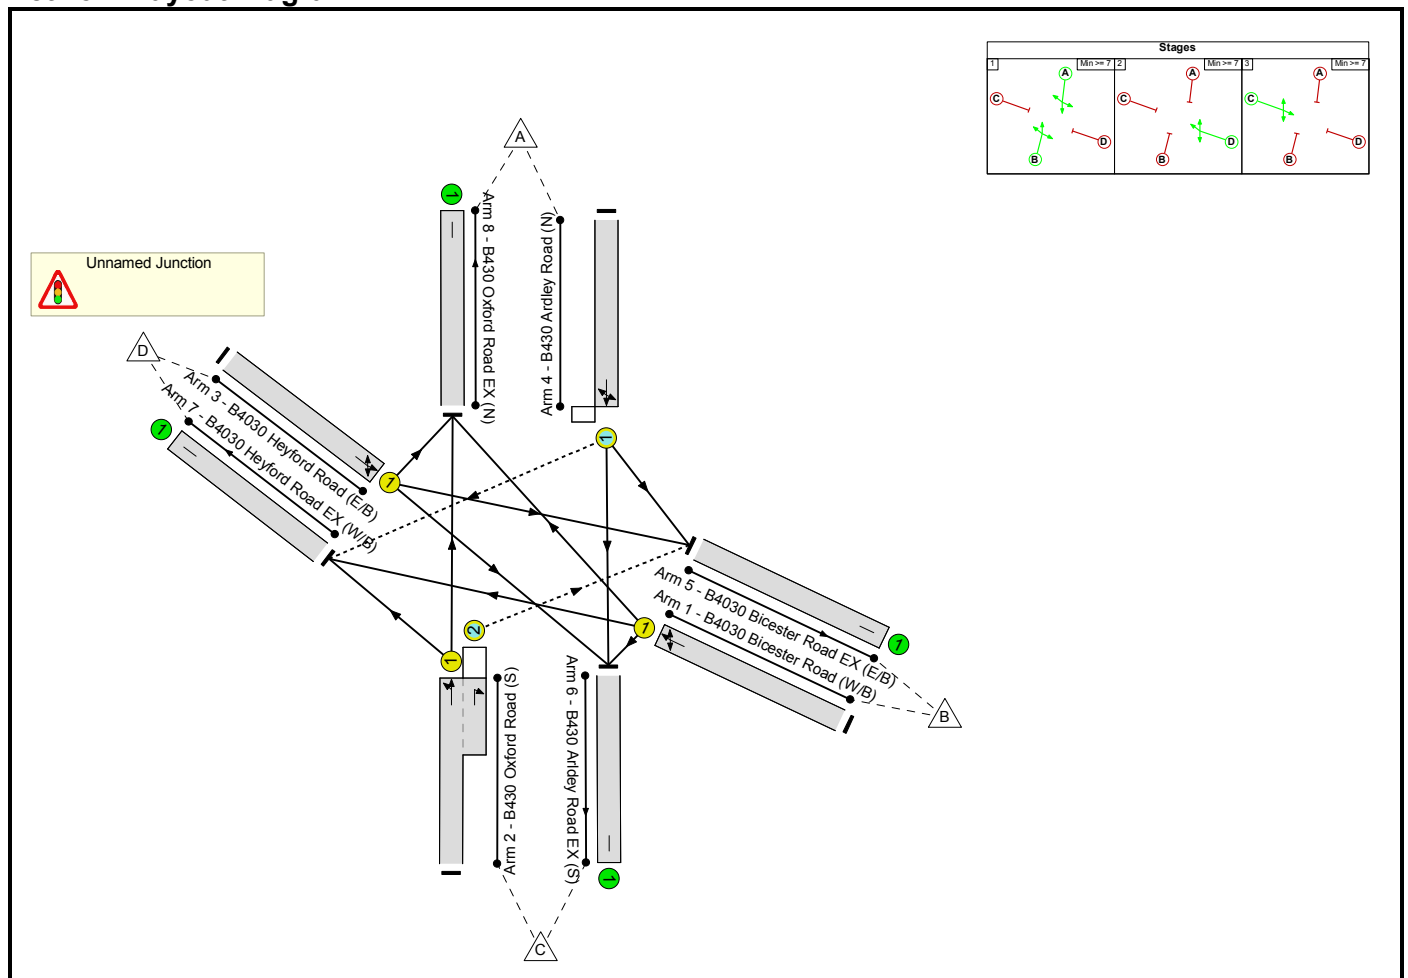 Stages
1
Min >= 7
2
Min >= 7
3
Min >= 7
A
A
A
C
C
C
D
D
D
B
B
B
A
1
Arm 8 - B430 Oxford Road EX (N)
Arm 4 - B430 Ardley Road (N)
Unnamed Junction
D
Arm 3 - B4030 Heyford Road (E/B)
Arm 7 - B4030 Heyford Road EX (W/B)
1
1
1
Arm 5 - B4030 Bicester Road EX (E/B)
Arm 1 - B4030 Bicester Road (W/B)
1
1
2
1
B
Arm 2 - B430 Oxford Road (S)
Arm 6 - B430 Arldey Road EX (S)
1
C